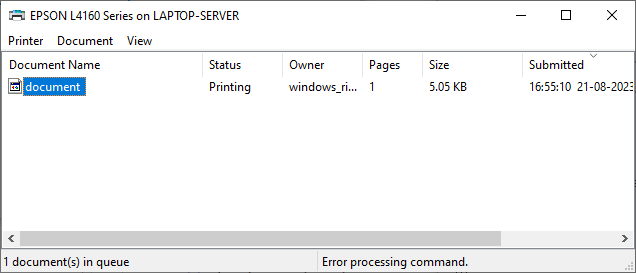 EPSON L4160 Series on LAPTOP-SERVER
Printer Document View
Document Name Status Owner Pages Size Submitted
document Printing windows_ri... 1 5.05 KB 16:55:10 21-08-2023
1 document(s) in queue Error processing command.